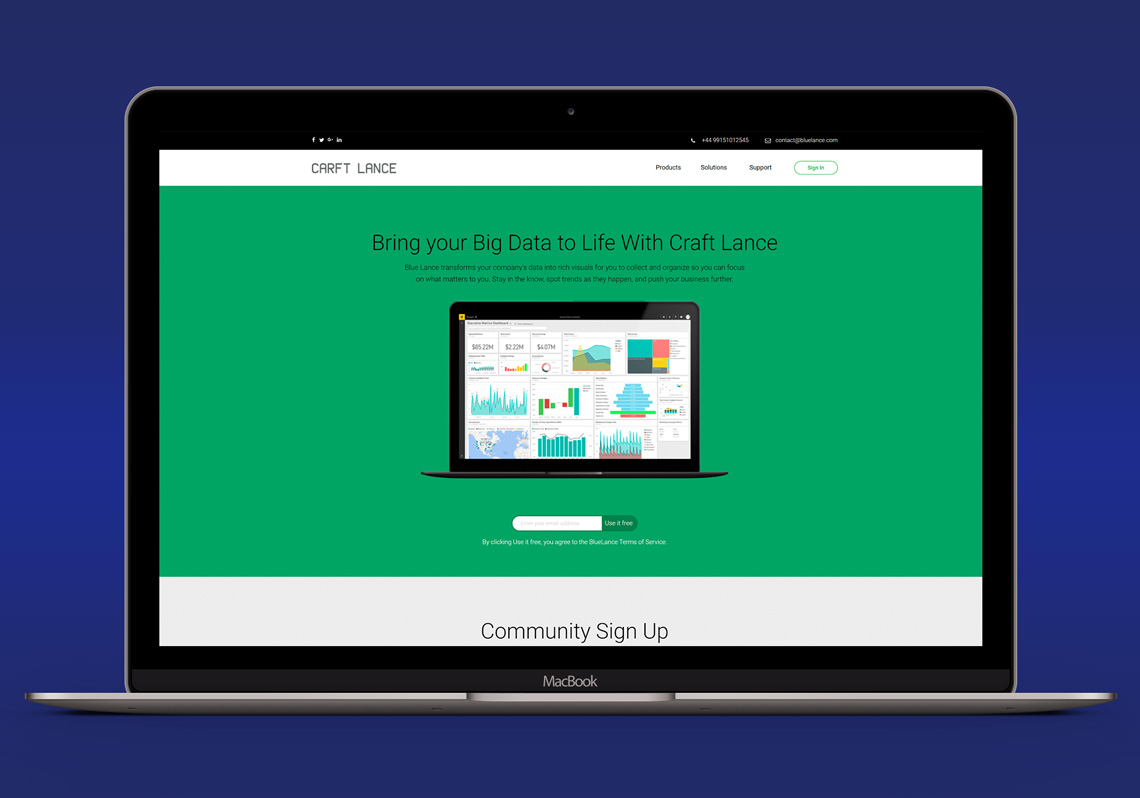 +44 99151012545 contact@bluelance.com
CARFT LANCE Products Solutions Support Sign In
Bring your Big Data to Life With Craft Lance
Blue Lance transforms your company's data into rich visuals for you to collect and organize so you can focus
on what matters to you. Stay in the know, spot trends as they happen, and push your business further.
$85.22M $2.22M $4.07M
Enter your email address Use it free
By clicking Use it free, you agree to the BlueLance Terms of Service.
Community Sign Up
MacBook